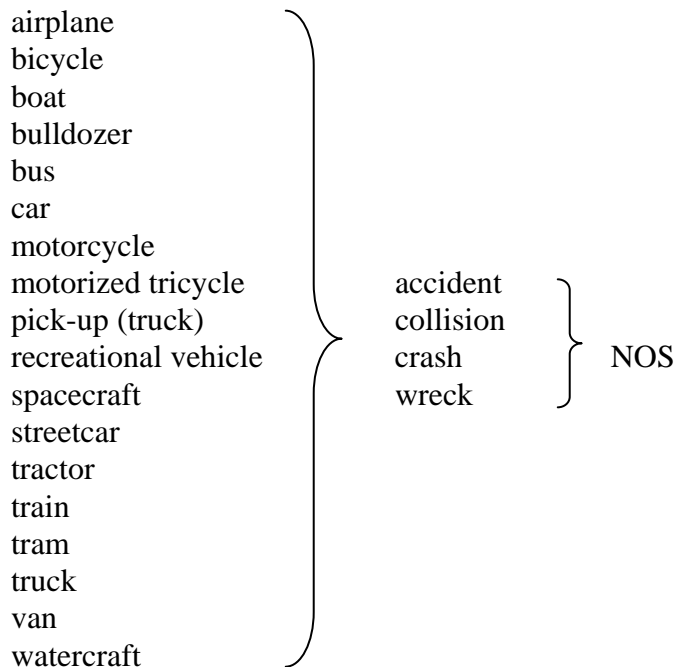 airplane
bicycle
boat
bulldozer
bus
car
motorcycle
motorized tricycle accident
pick-up (truck) collision
recreational vehicle crash NOS
spacecraft wreck
streetcar
tractor
train
tram
truck
van
watercraft